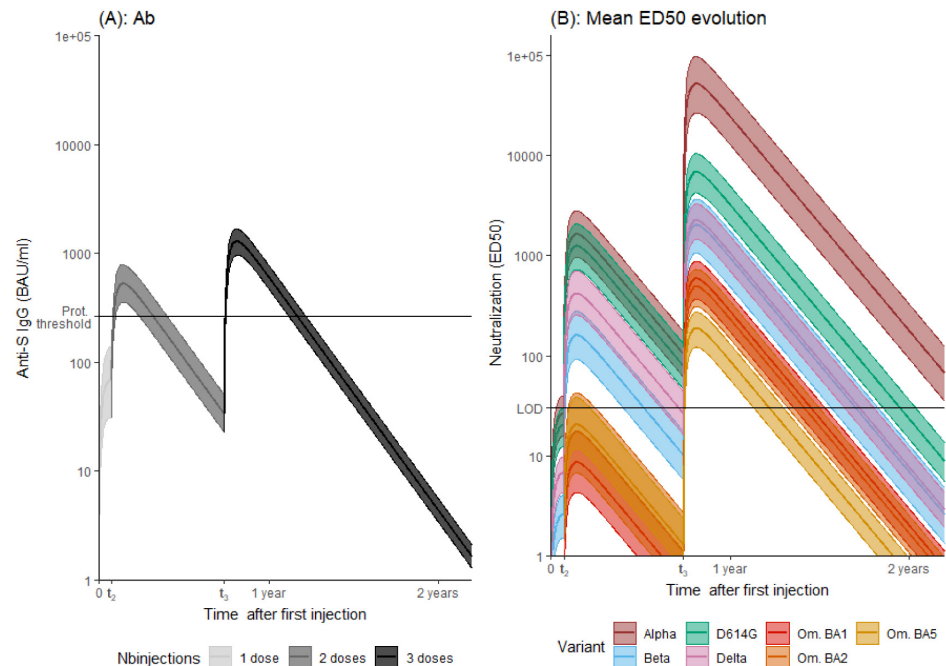 (A): Ab
1e+05
10000
1000
Prot.
threshold
100
10
1
Anti-S IgG (BAU/ml)
0 t2 t3 1 year 2 years
Time after first injection
Nbinjections 1 dose 2 doses 3 doses
(B): Mean ED50 evolution
1e+05
10000
1000
100
LOD
10
1
Neutralization (ED50)
0 t2 t3 1 year 2 years
Time after first injection
Variant Alpha D614G Om. BA1 Om. BA5
Beta Delta Om. BA2